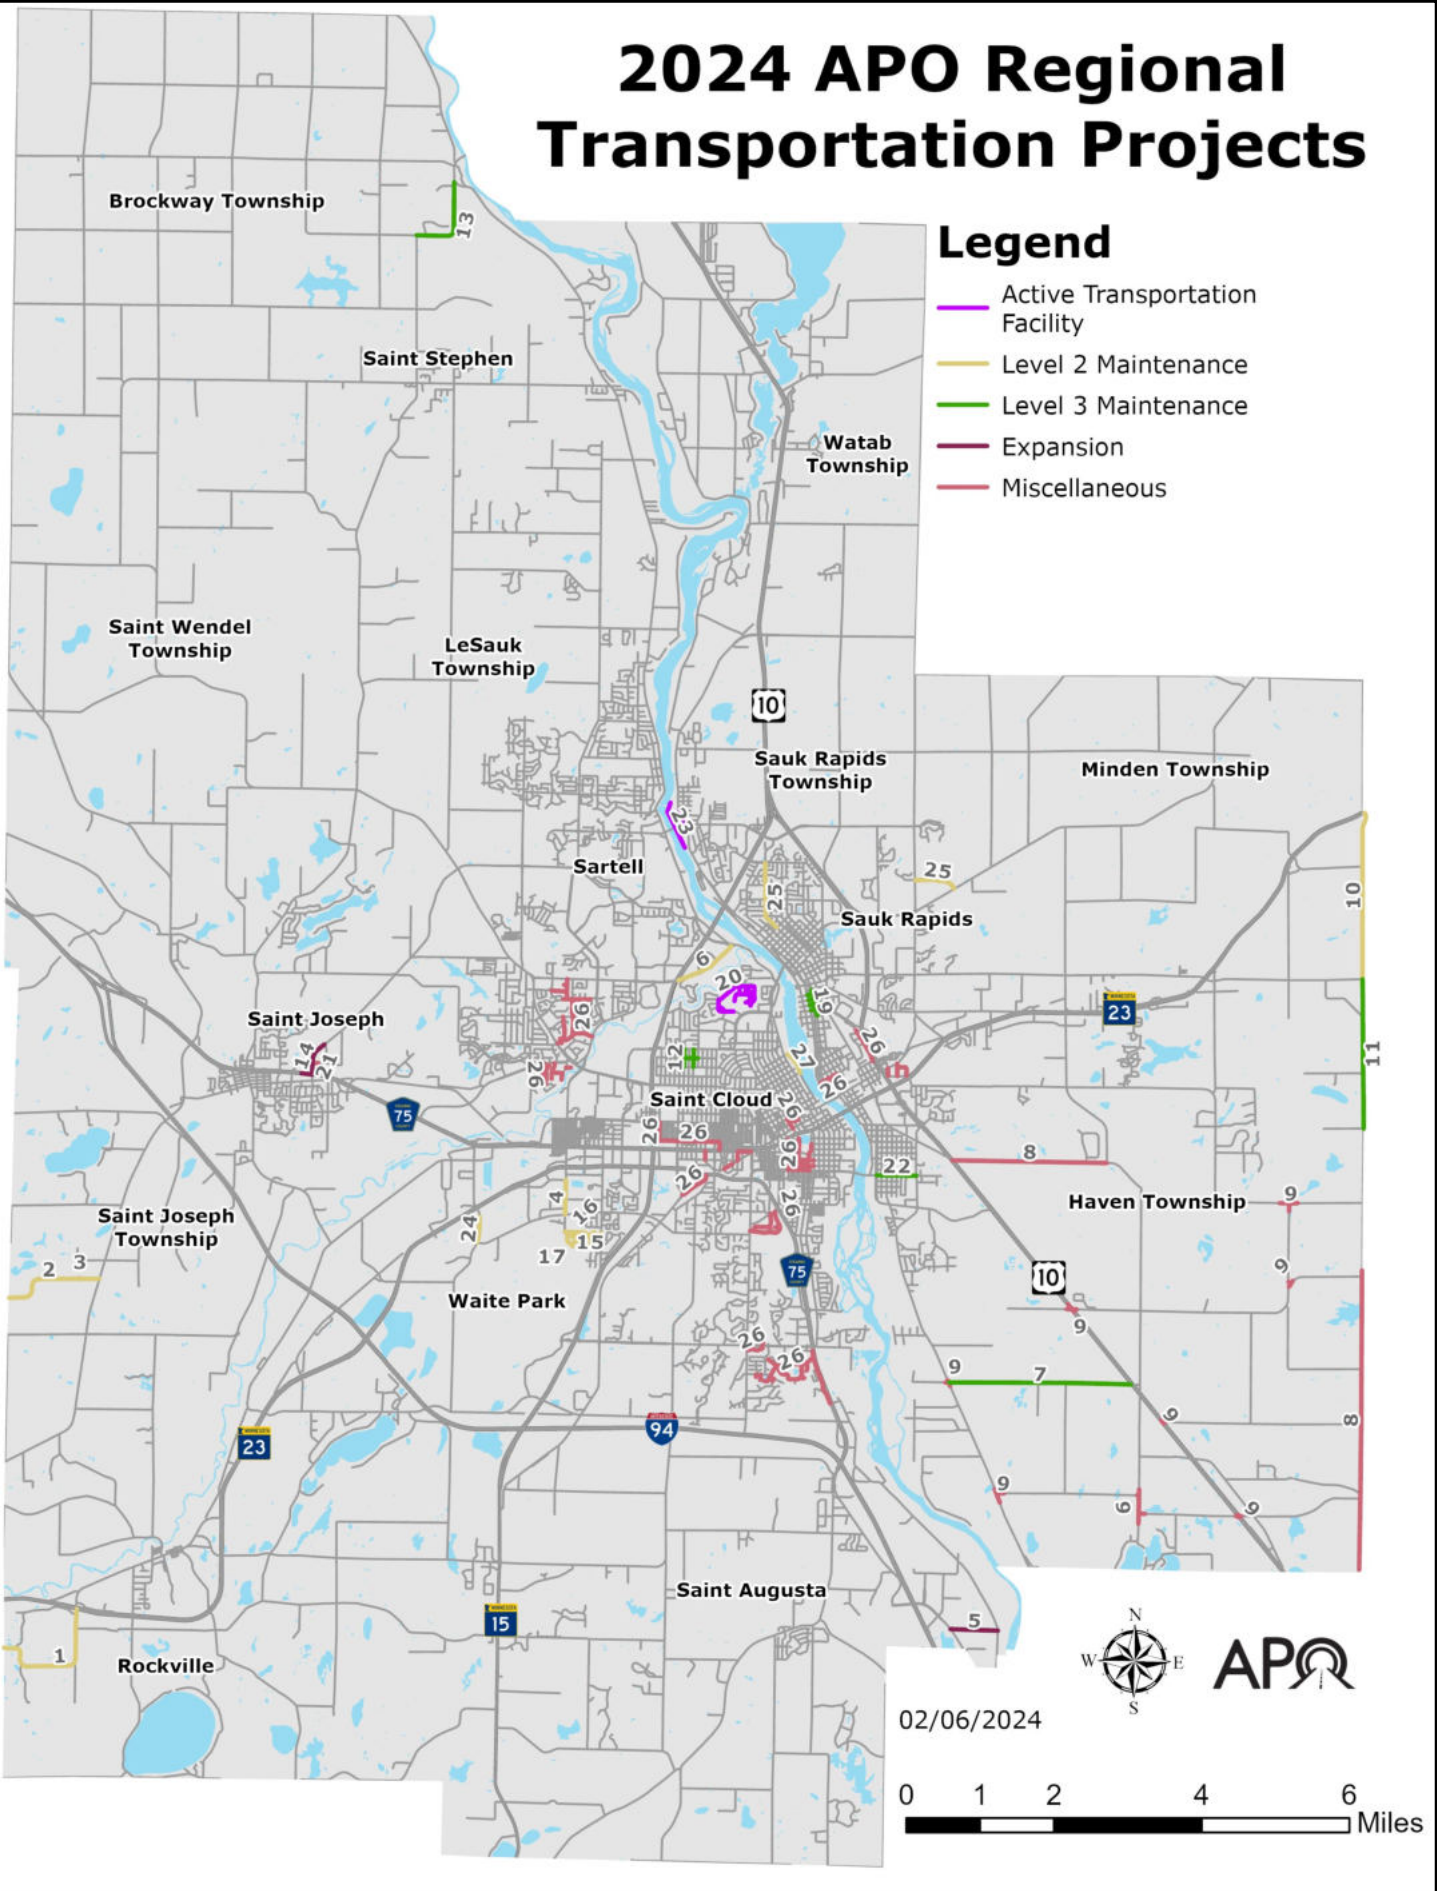 2024 APO Regional
Transportation Projects
Legend
Active Transportation
Facility
Level 2 Maintenance
Level 3 Maintenance
Expansion
Miscellaneous
Brockway Township
13
Saint Stephen
Watab
Township
Saint Wendel
Township
LeSauk
Township
10
Sauk Rapids
Township
Minden Township
23
Sartell
25
25
10
Sauk Rapids
6
20
19
23
Saint Joseph
26
14
21
12
27
26
11
26
26
75
Saint Cloud
26
26
26
26
8
22
26
4
16
26
Haven Township
9
Saint Joseph
Township
24
15
17
2
3
75
10
9
Waite Park
9
26
26
9
7
94
9
8
23
9
9
9
Saint Augusta
15
5
1
Rockville
N
W
E
S
APO
02/06/2024
0 1 2 4 6
Miles